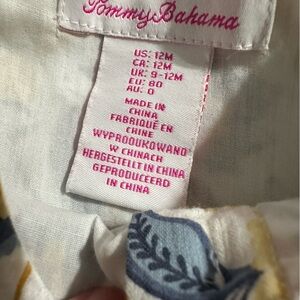 Tommy Bahama
US: 12M
CA: 12M
UK: 9-12M
EU: 80
AU: 0
MADE IN
CHINA
FABRIQUÉ EN
CHINE
WYPRODUKOWANO
W CHINACH
HERGESTELLT IN CHINA
GEPRODUCEERD
IN CHINA